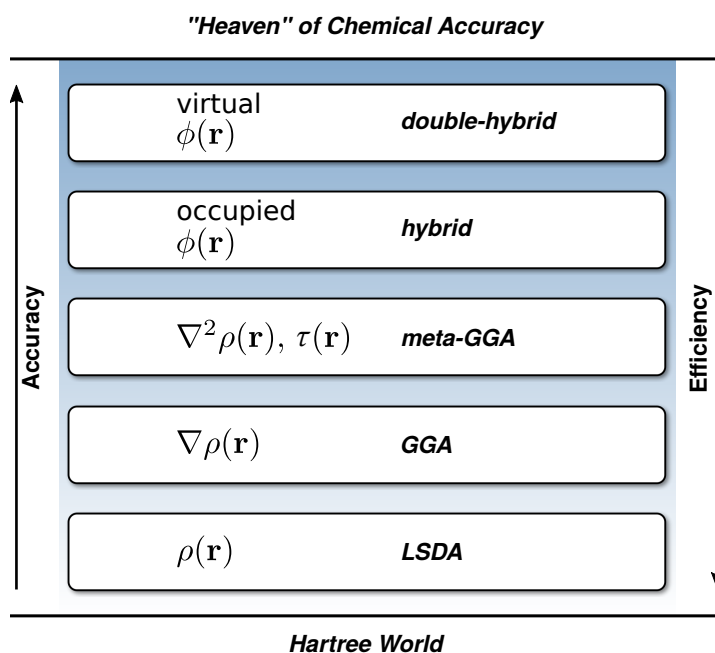 "Heaven" of Chemical Accuracy
virtual
ϕ(r) double-hybrid
occupied
ϕ(r) hybrid
∇²ρ(r), τ(r) meta-GGA
∇ρ(r) GGA
ρ(r) LSDA
Accuracy
Efficiency
Hartree World